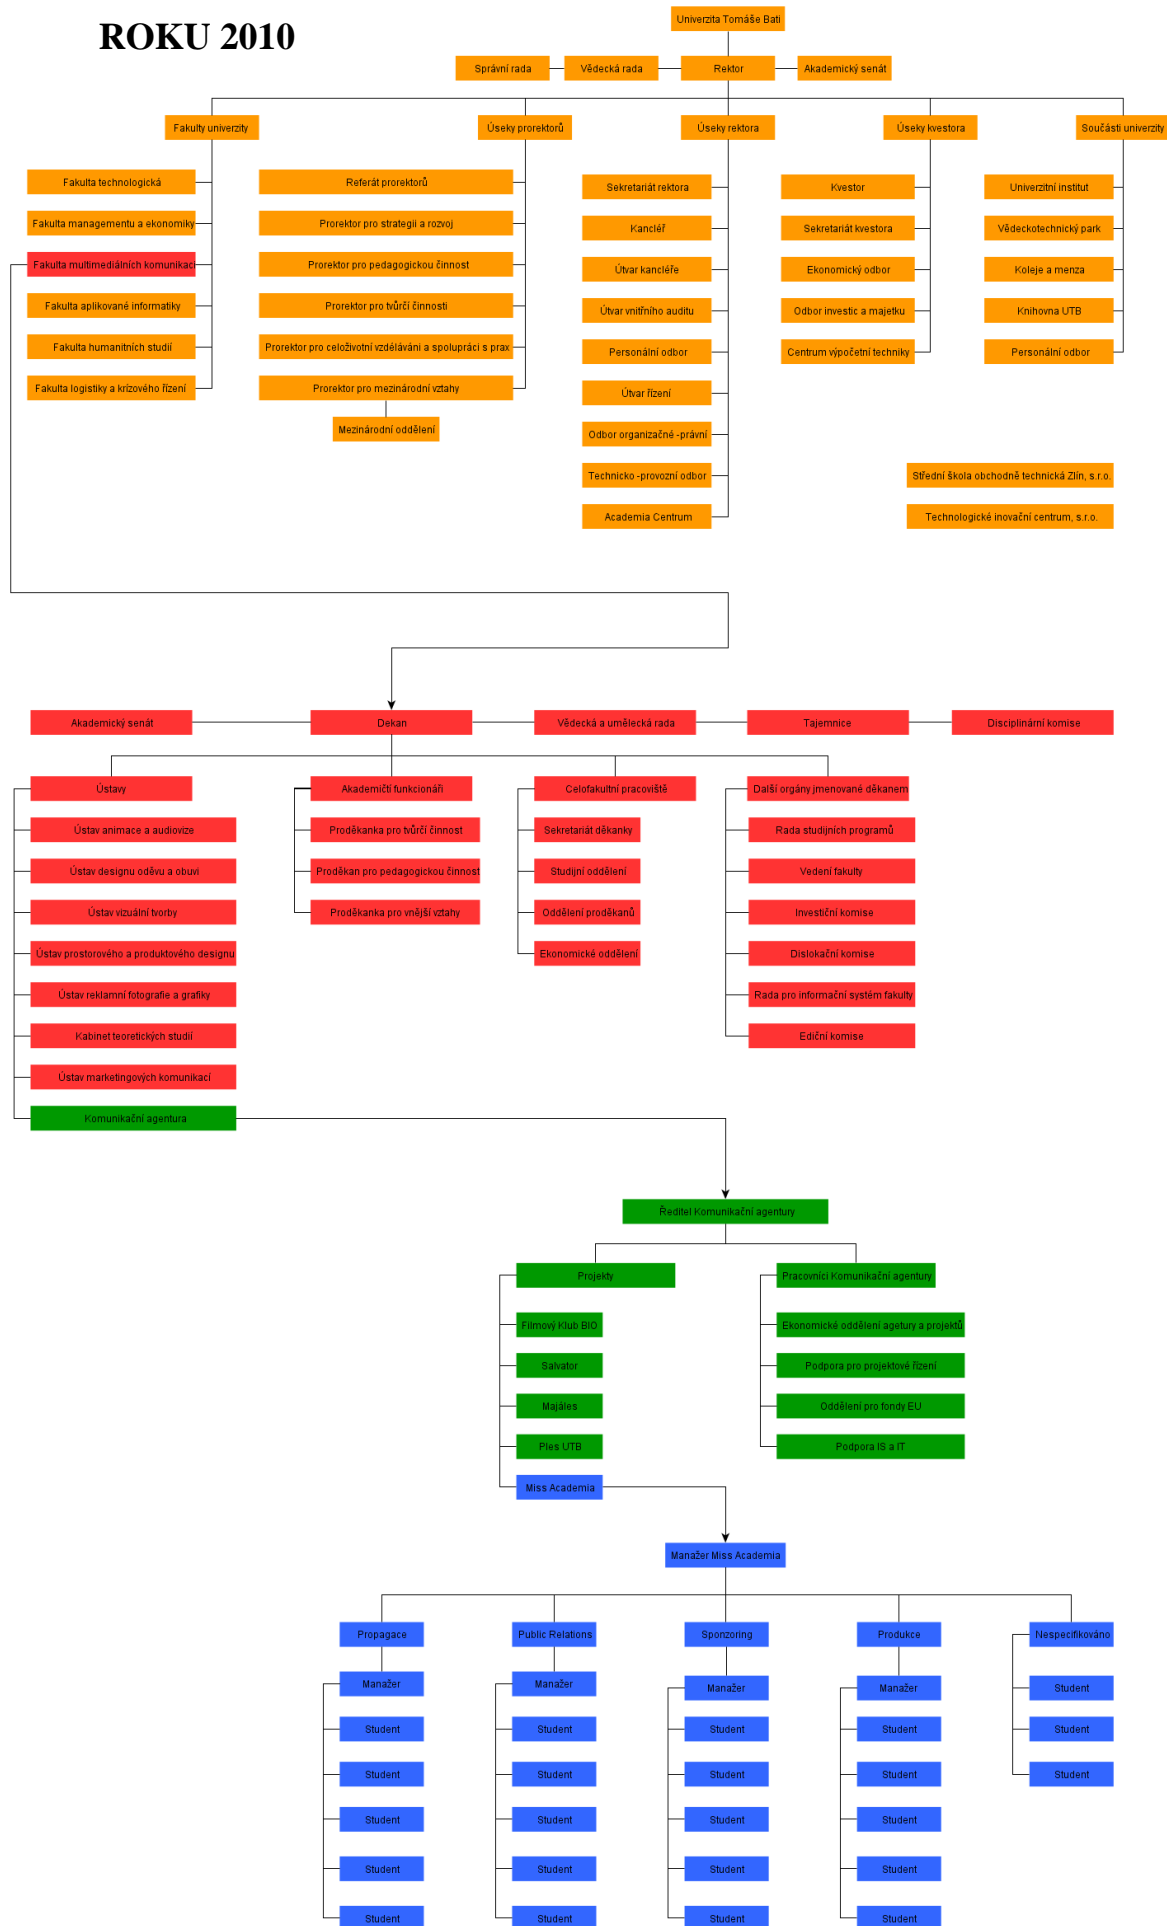 ROKU 2010
Univerzita Tomáše Bati
Správní rada
Vědecká rada
Rektor
Akademický senát
Fakulty univerzity
Úseky prorektorů
Úseky rektora
Úseky kvestora
Součásti univerzity
Fakulta technologická
Fakulta managementu a ekonomiky
Fakulta multimediálních komunikací
Fakulta aplikované informatiky
Fakulta humanitních studií
Fakulta logistiky a krízového řízení
Referát prorektorů
Prorektor pro strategii a rozvoj
Prorektor pro pedagogickou činnost
Prorektor pro tvůrčí činnosti
Prorektor pro celoživotní vzdéláváni a spolupráci s prax
Prorektor pro mezinárodní vztahy
Mezinárodní oddělení
Sekretariát rektora
Kancléř
Útvar kancléře
Útvar vnitřního auditu
Personální odbor
Útvar řízení
Odbor organizačné -právní
Technicko -provozní odbor
Academia Centrum
Kvestor
Sekretariát kvestora
Ekonomický odbor
Odbor investic a majetku
Centrum výpočetní techniky
Univerzitní institut
Vědeckotechnický park
Koleje a menza
Knihovna UTB
Personální odbor
Střední škola obchodně technická Zlín, s.r.o.
Technologické inovační centrum, s.r.o.
Akademický senát
Dekan
Vědecká a umělecká rada
Tajemnice
Disciplinární komise
Ústavy
Ústav animace a audiovize
Ústav designu oděvu a obuvi
Ústav vizuální tvorby
Ústav prostorového a produktového designu
Ústav reklamní fotografie a grafiky
Kabinet teoretických studií
Ústav marketingových komunikací
Komunikační agentura
Akademičtí funkcionáři
Proděkanka pro tvůrčí činnost
Proděkan pro pedagogickou činnost
Proděkanka pro vnější vztahy
Celofakultní pracoviště
Sekretariát děkanky
Studijní oddělení
Oddělení proděkanů
Ekonomické oddělení
Další orgány jmenované děkanem
Rada studijních programů
Vedení fakulty
Investiční komise
Dislokační komise
Rada pro informační systém fakulty
Ediční komise
Ředitel Komunikační agentury
Projekty
Filmový Klub BIO
Salvator
Majáles
Ples UTB
Miss Academia
Pracovníci Komunikační agentury
Ekonomické oddělení agetury a projektů
Podpora pro projektové řízení
Oddělení pro fondy EU
Podpora IS a IT
Manažer Miss Academia
Propagace
Manažer
Student
Student
Student
Student
Student
Public Relations
Manažer
Student
Student
Student
Student
Student
Sponzoring
Manažer
Student
Student
Student
Student
Student
Produkce
Manažer
Student
Student
Student
Student
Student
Nespecifikováno
Student
Student
Student